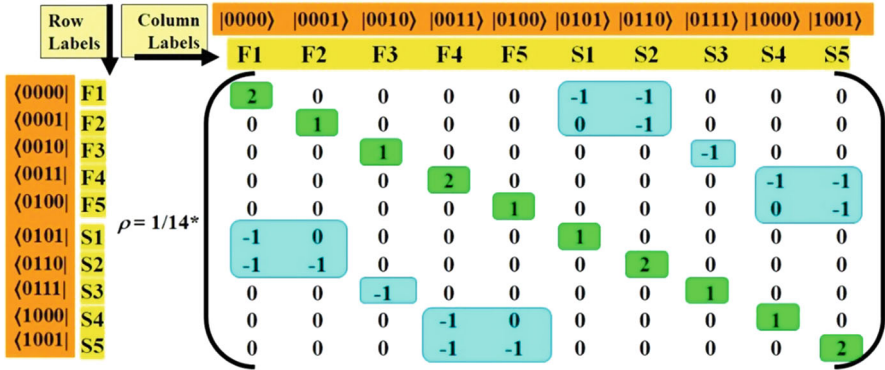 Row Labels Column Labels |0000⟩ |0001⟩ |0010⟩ |0011⟩ |0100⟩ |0101⟩ |0110⟩ |0111⟩ |1000⟩ |1001⟩
F1 F2 F3 F4 F5 S1 S2 S3 S4 S5
⟨0000| F1 2 0 0 0 0 -1 -1 0 0 0
⟨0001| F2 0 1 0 0 0 0 -1 0 0 0
⟨0010| F3 0 0 1 0 0 0 0 -1 0 0
⟨0011| F4 0 0 0 2 0 0 0 0 -1 -1
⟨0100| F5 0 0 0 0 1 0 0 0 0 -1
ρ = 1/14*
⟨0101| S1 -1 0 0 0 0 1 0 0 0 0
⟨0110| S2 -1 -1 0 0 0 0 2 0 0 0
⟨0111| S3 0 0 -1 0 0 0 0 1 0 0
⟨1000| S4 0 0 0 -1 0 0 0 0 1 0
⟨1001| S5 0 0 0 -1 -1 0 0 0 0 2